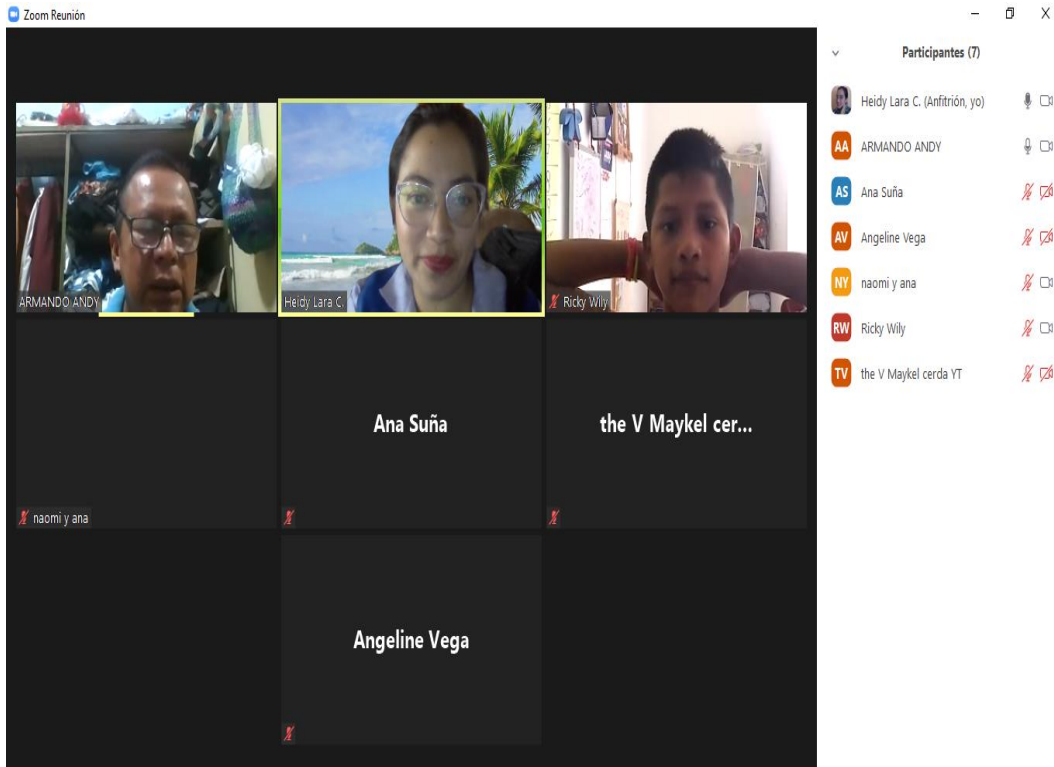 Zoom Reunión
ARMANDO ANDY
Heidy Lara C.
Ricky Wily
naomi y ana
Ana Suña
the V Maykel cer...
Angeline Vega
Participantes (7)
Heidy Lara C. (Anfitrión, yo)
AA ARMANDO ANDY
AS Ana Suña
AV Angeline Vega
NY naomi y ana
RW Ricky Wily
TV the V Maykel cerda YT